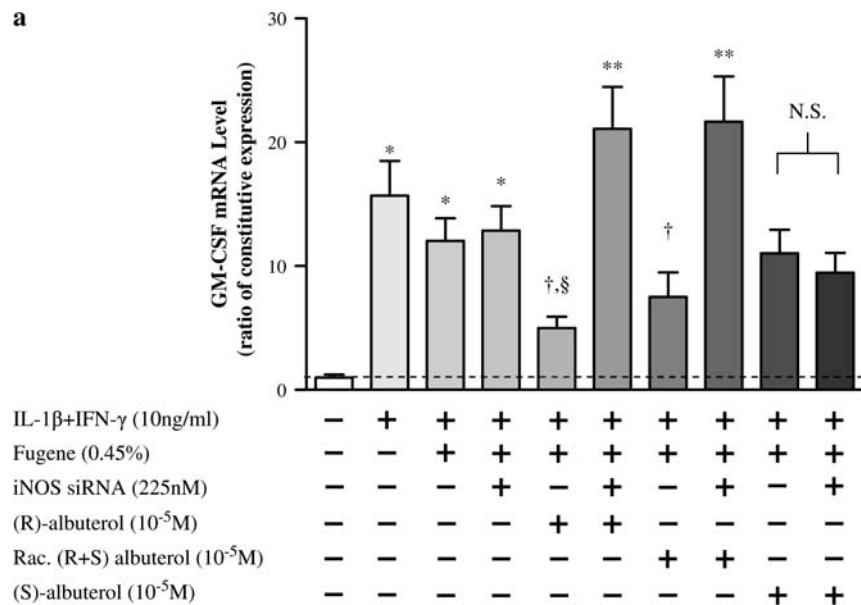 a
GM-CSF mRNA Level
(ratio of constitutive expression)
30
20
10
0
*
*
*
†,§
**
†
**
N.S.
IL-1β+IFN-γ (10ng/ml) − + + + + + + + + +
Fugene (0.45%) − − + + + + + + + +
iNOS siRNA (225nM) − − − + − + − + − +
(R)-albuterol (10⁻⁵M) − − − − + + − − − −
Rac. (R+S) albuterol (10⁻⁵M) − − − − − − + + − −
(S)-albuterol (10⁻⁵M) − − − − − − − − + +